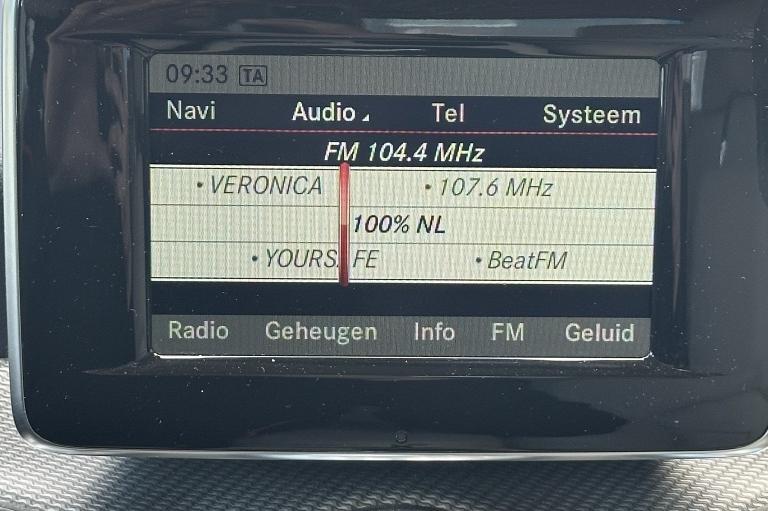 09:33 TA
Navi Audio Tel Systeem
FM 104.4 MHz
• VERONICA • 107.6 MHz
100% NL
• YOURS FE • BeatFM
Radio Geheugen Info FM Geluid